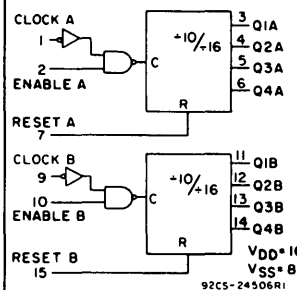 CLOCK A
1
2
ENABLE A
RESET A
7
C
÷10/÷16
R
3 Q1A
4 Q2A
5 Q3A
6 Q4A
CLOCK B
9
10
ENABLE B
RESET B
15
C
÷10/÷16
R
11 Q1B
12 Q2B
13 Q3B
14 Q4B
VDD= 16
VSS= 8
92CS-24506R1